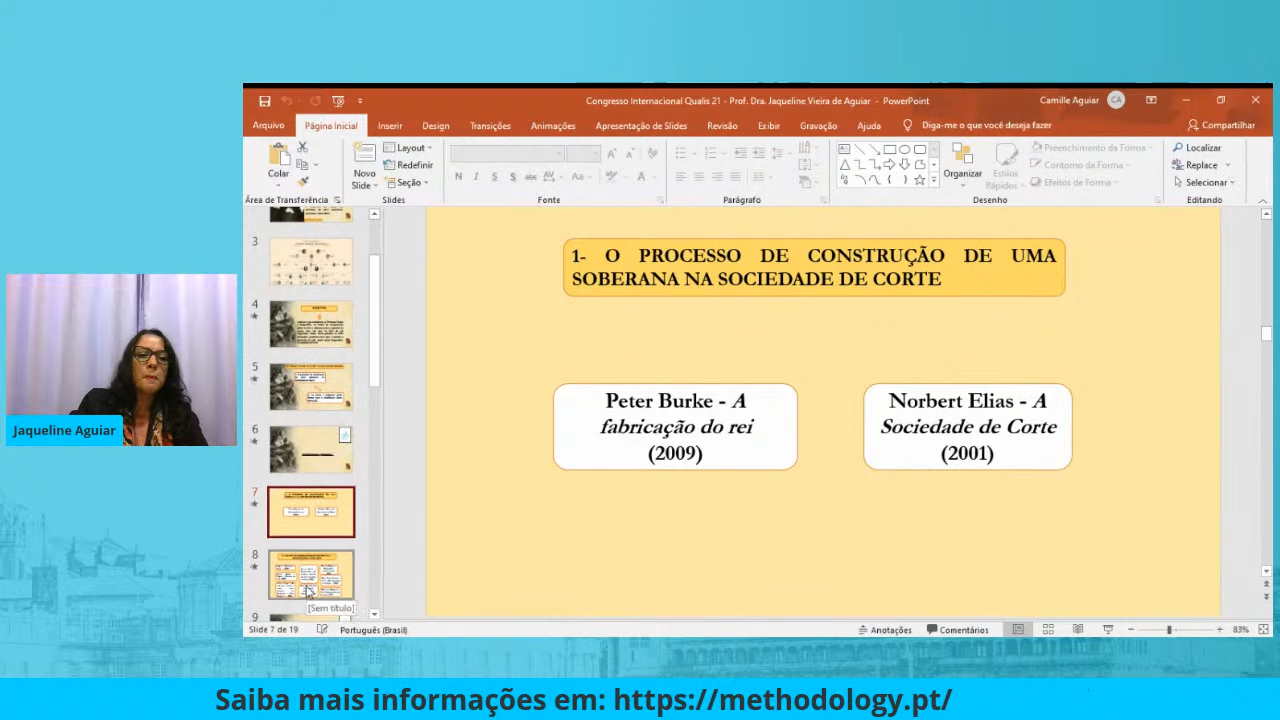 Congresso Internacional Qualis 21 - Prof. Dra. Jaqueline Vieira de Aguiar - PowerPoint
Camille Aguiar
CA
Arquivo
Página Inicial
Inserir
Design
Transições
Animações
Apresentação de Slides
Revisão
Exibir
Gravação
Ajuda
Diga-me o que você deseja fazer
Compartilhar
Colar
Novo
Slide
Layout
Redefinir
Seção
N I S S abc AV Aa A
Organizar
Estilos
Rápidos
Preenchimento da Forma
Contorno da Forma
Efeitos de Forma
Localizar
Replace
Selecionar
Área de Transferência
Slides
Fonte
Parágrafo
Desenho
Editando
3
4
5
6
7
8
9
[Sem título]
1- O PROCESSO DE CONSTRUÇÃO DE UMA
SOBERANA NA SOCIEDADE DE CORTE
Peter Burke - A
fabricação do rei
(2009)
Norbert Elias - A
Sociedade de Corte
(2001)
Jaqueline Aguiar
Slide 7 de 19
Português (Brasil)
Anotações
Comentários
83%
Saiba mais informações em: https://methodology.pt/